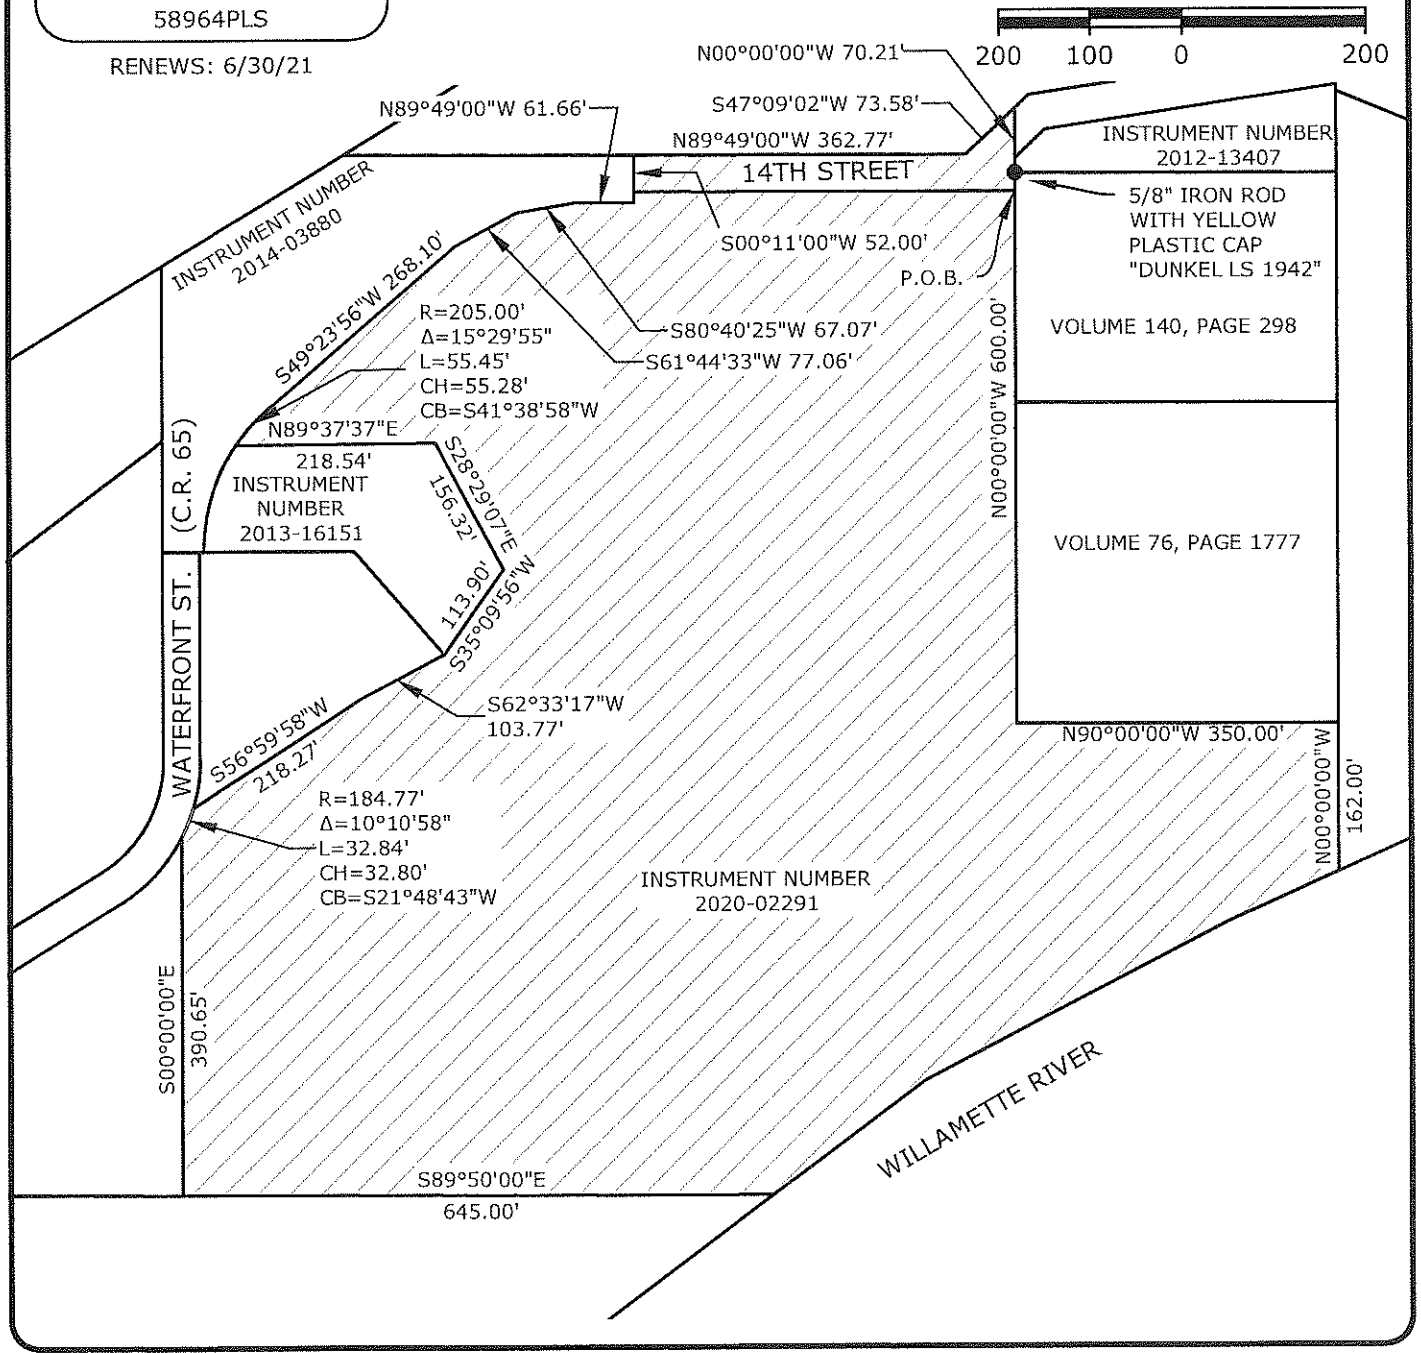 58964PLS
RENEWS: 6/30/21
200 100 0 200
N00°00'00"W 70.21'
N89°49'00"W 61.66'
S47°09'02"W 73.58'
N89°49'00"W 362.77'
14TH STREET
INSTRUMENT NUMBER
2012-13407
5/8" IRON ROD
WITH YELLOW
PLASTIC CAP
"DUNKEL LS 1942"
INSTRUMENT NUMBER
2014-03880
S00°11'00"W 52.00'
P.O.B.
S49°23'56"W 268.10'
R=205.00'
Δ=15°29'55"
L=55.45'
CH=55.28'
CB=S41°38'58"W
S80°40'25"W 67.07'
S61°44'33"W 77.06'
VOLUME 140, PAGE 298
N00°00'00"W 600.00'
N89°37'37"E
218.54'
INSTRUMENT
NUMBER
2013-16151
S28°29'07"E
156.32'
(C.R. 65)
VOLUME 76, PAGE 1777
113.90'
S35°09'56"W
WATERFRONT ST.
S62°33'17"W
103.77'
S56°59'58"W
218.27'
N90°00'00"W 350.00'
N00°00'00"W
162.00'
R=184.77'
Δ=10°10'58"
L=32.84'
CH=32.80'
CB=S21°48'43"W
INSTRUMENT NUMBER
2020-02291
S00°00'00"E
390.65'
WILLAMETTE RIVER
S89°50'00"E
645.00'